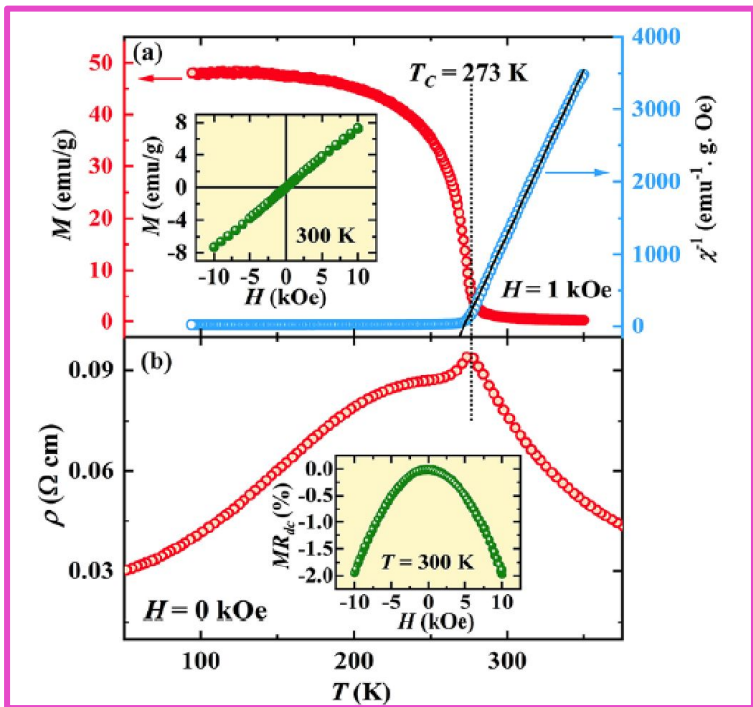 (a)
T_C = 273 K
M (emu/g)
50
40
30
20
10
0
4000
3000
2000
1000
0
χ⁻¹ (emu⁻¹. g. Oe)
M (emu/g)
8
4
0
-4
-8
300 K
-10 -5 0 5 10
H (kOe)
H = 1 kOe
(b)
ρ (Ω cm)
0.09
0.06
0.03
MR_dc (%)
0.0
-0.5
-1.0
-1.5
-2.0
T = 300 K
-10 -5 0 5 10
H (kOe)
H = 0 kOe
100 200 300
T (K)